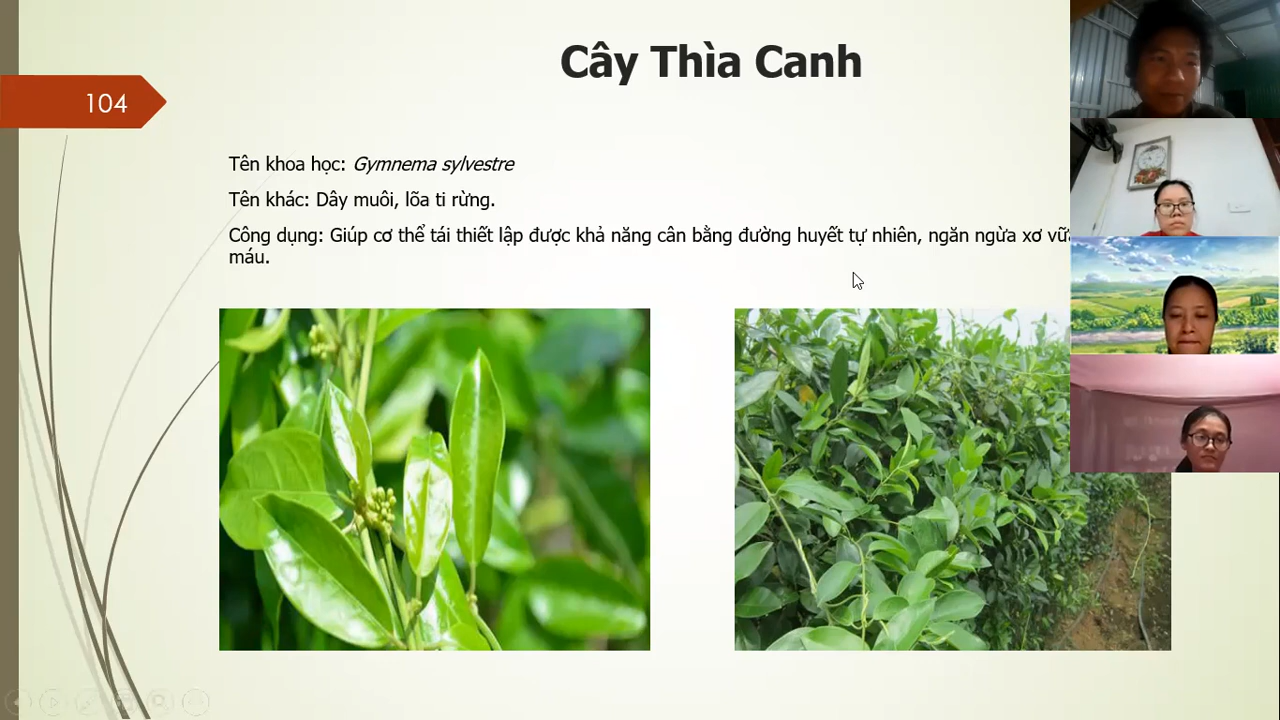 Cây Thìa Canh
104
Tên khoa học: Gymnema sylvestre
Tên khác: Dây muôi, lõa ti rừng.
Công dụng: Giúp cơ thể tái thiết lập được khả năng cân bằng đường huyết tự nhiên, ngăn ngừa xơ
máu.